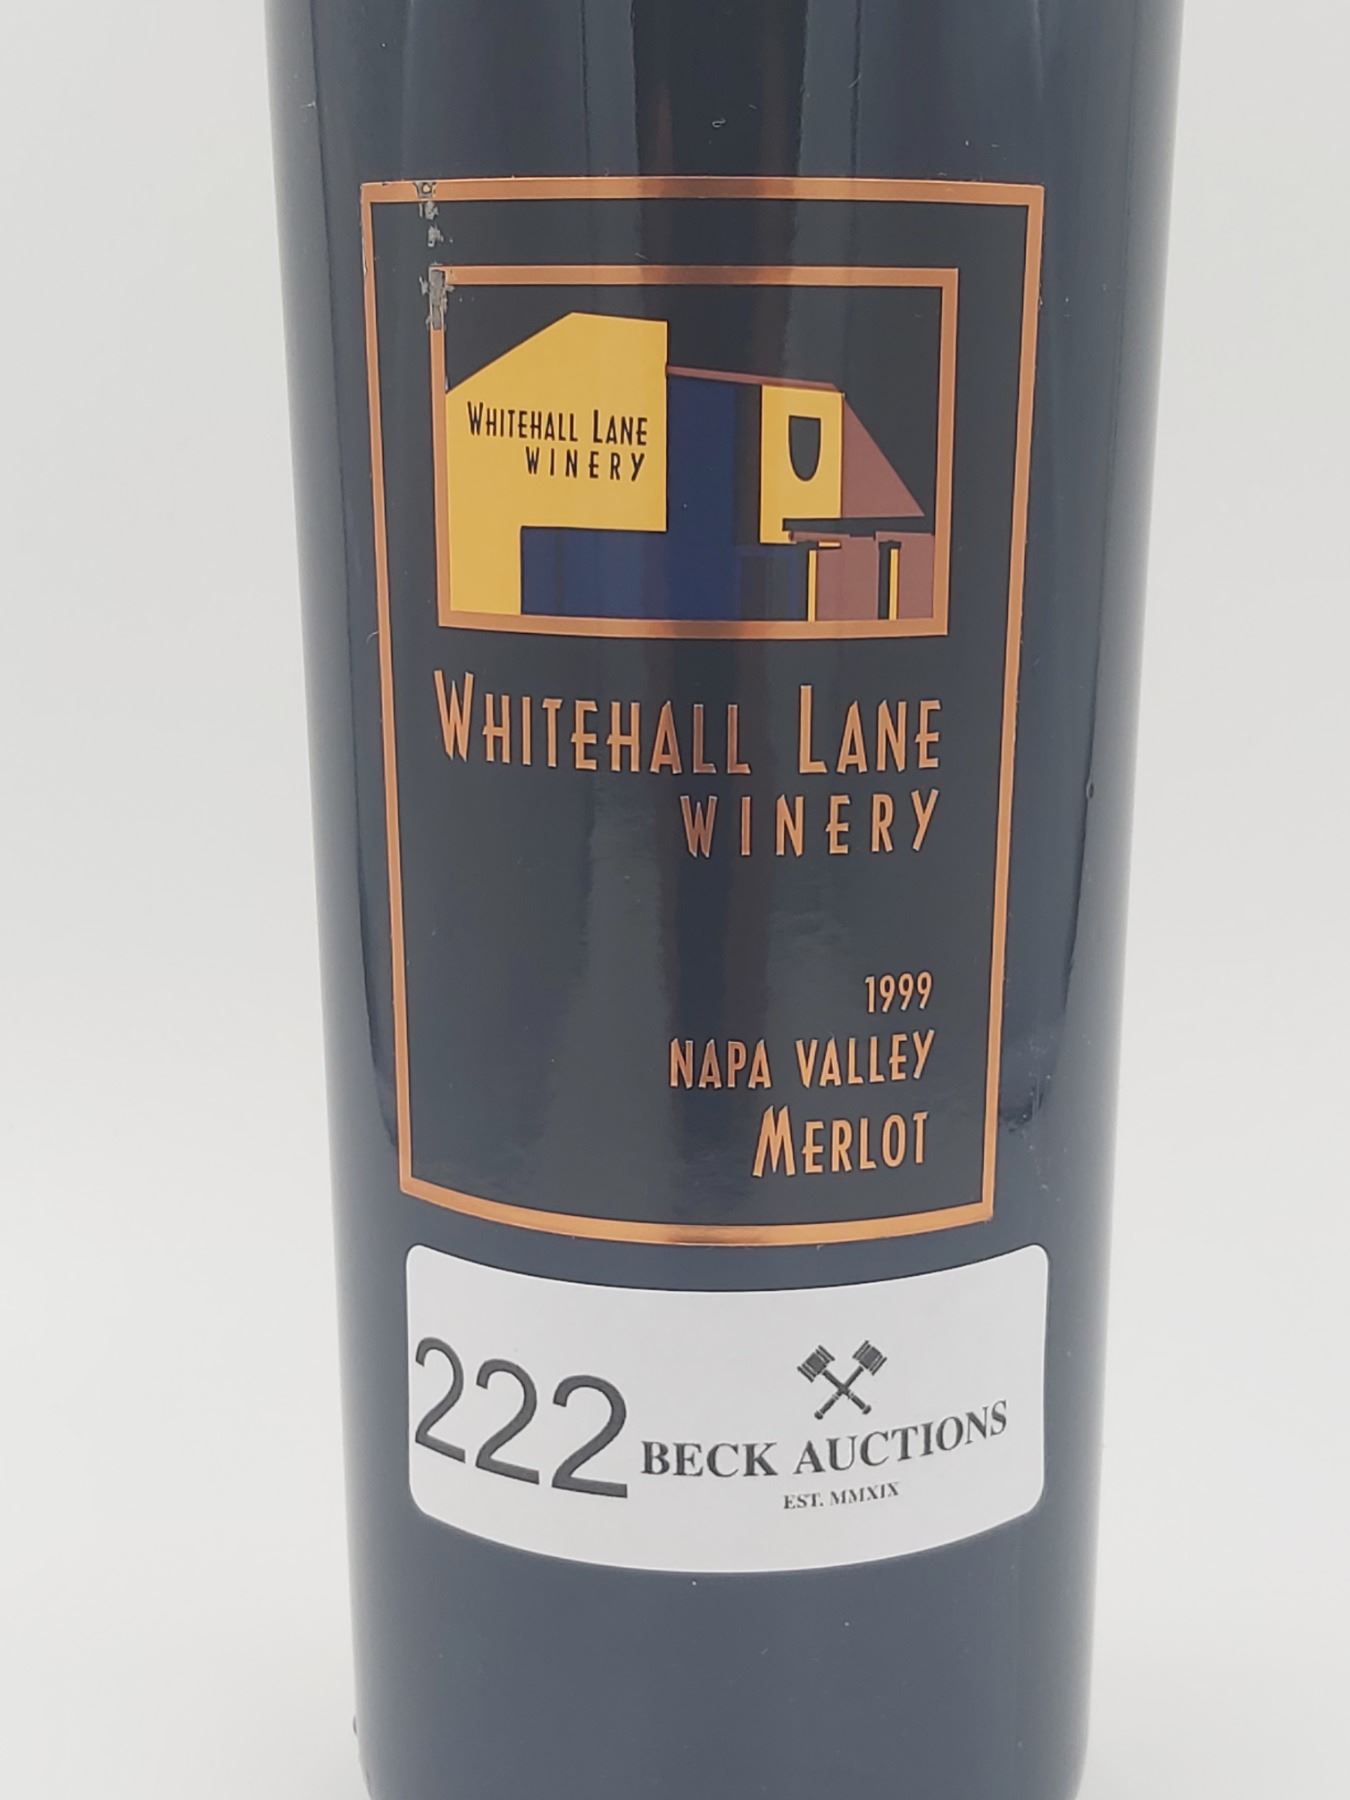 Whitehall Lane
WINERY
Whitehall Lane
WINERY
1999
NAPA VALLEY
Merlot
222 BECK AUCTIONS
EST. MMXIX